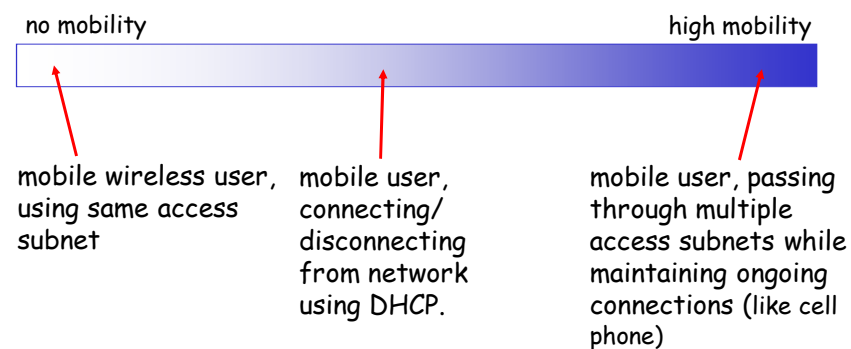 no mobility
high mobility
mobile wireless user,
using same access
subnet
mobile user,
connecting/
disconnecting
from network
using DHCP.
mobile user, passing
through multiple
access subnets while
maintaining ongoing
connections (like cell
phone)